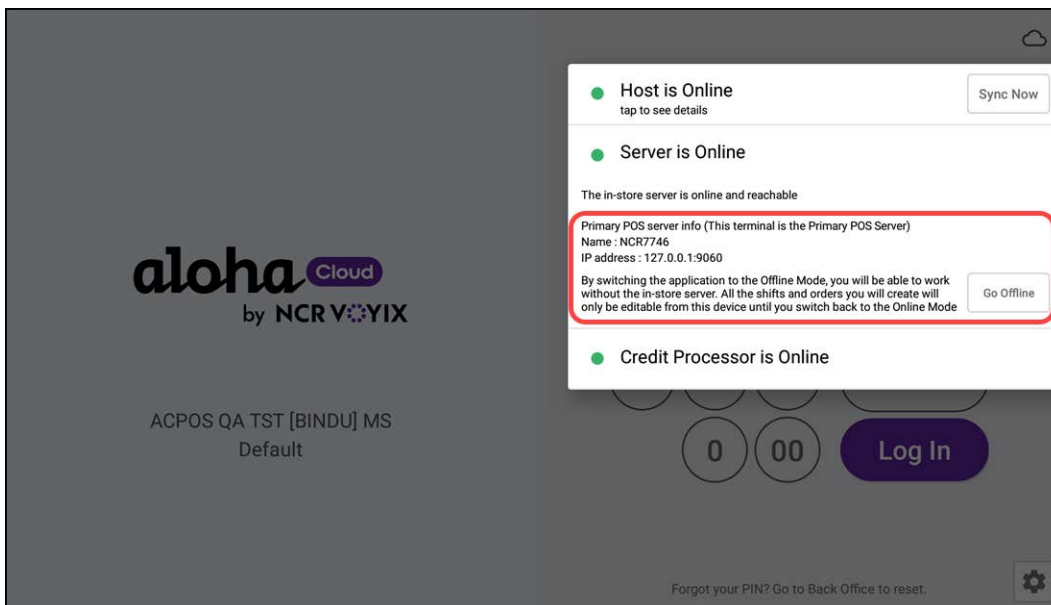 aloha Cloud
by NCR VOYIX
ACPOS QA TST [BINDU] MS
Default
Host is Online
tap to see details
Sync Now
Server is Online
The in-store server is online and reachable
Primary POS server info (This terminal is the Primary POS Server)
Name : NCR7746
IP address : 127.0.0.1:9060
By switching the application to the Offline Mode, you will be able to work
without the in-store server. All the shifts and orders you will create will
only be editable from this device until you switch back to the Online Mode
Go Offline
Credit Processor is Online
0
00
Log In
Forgot your PIN? Go to Back Office to reset.